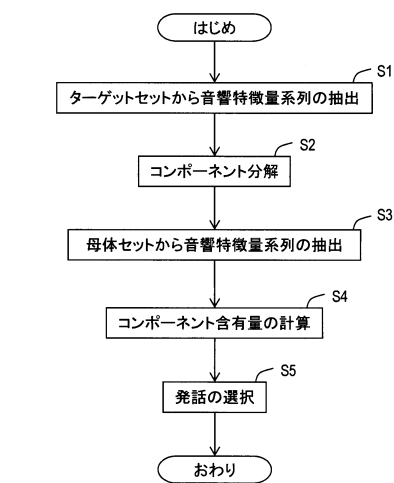 はじめ
S1
ターゲットセットから音響特徴量系列の抽出
S2
コンポーネント分解
S3
母体セットから音響特徴量系列の抽出
S4
コンポーネント含有量の計算
S5
発話の選択
おわり